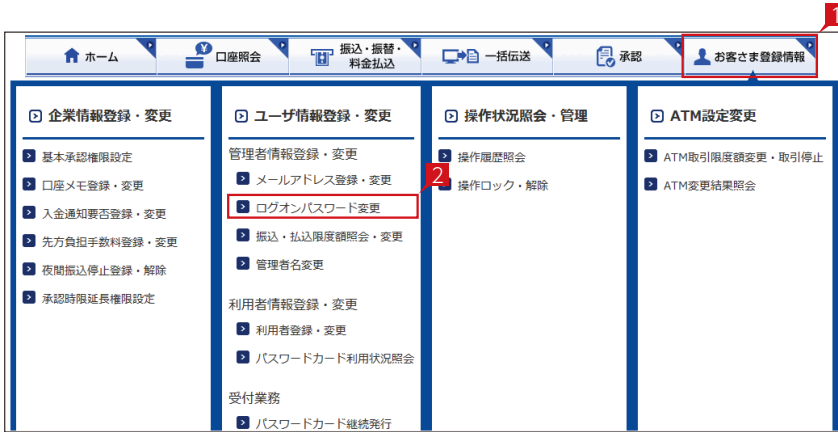 1
ホーム
口座照会
振込・振替・
料金払込
一括伝送
承認
お客さま登録情報
企業情報登録・変更
基本承認権限設定
口座メモ登録・変更
入金通知要否登録・変更
先方負担手数料登録・変更
夜間振込停止登録・解除
承認時限延長権限設定
ユーザ情報登録・変更
管理者情報登録・変更
メールアドレス登録・変更
2
ログオンパスワード変更
振込・払込限度額照会・変更
管理者名変更
利用者情報登録・変更
利用者登録・変更
パスワードカード利用状況照会
受付業務
パスワードカード継続発行
操作状況照会・管理
操作履歴照会
操作ロック・解除
ATM設定変更
ATM取引限度額変更・取引停止
ATM変更結果照会